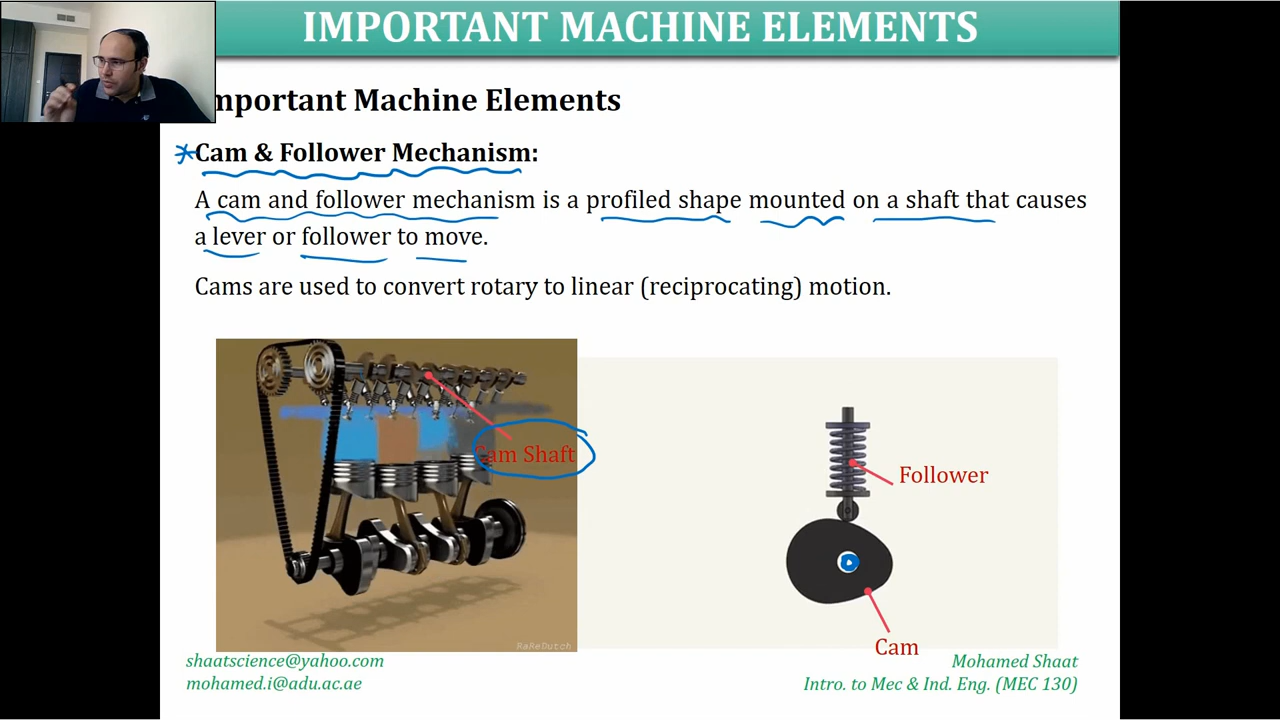 IMPORTANT MACHINE ELEMENTS
mportant Machine Elements
*Cam & Follower Mechanism:
A cam and follower mechanism is a profiled shape mounted on a shaft that causes
a lever or follower to move.
Cams are used to convert rotary to linear (reciprocating) motion.
Cam Shaft
Follower
Cam
RaReDutch
shaatscience@yahoo.com
mohamed.i@adu.ac.ae
Mohamed Shaat
Intro. to Mec & Ind. Eng. (MEC 130)